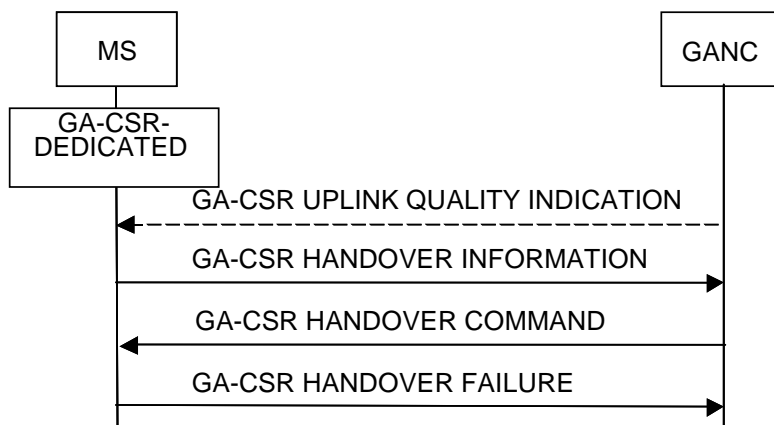 MS
GANC
GA-CSR-
DEDICATED
GA-CSR UPLINK QUALITY INDICATION
GA-CSR HANDOVER INFORMATION
GA-CSR HANDOVER COMMAND
GA-CSR HANDOVER FAILURE